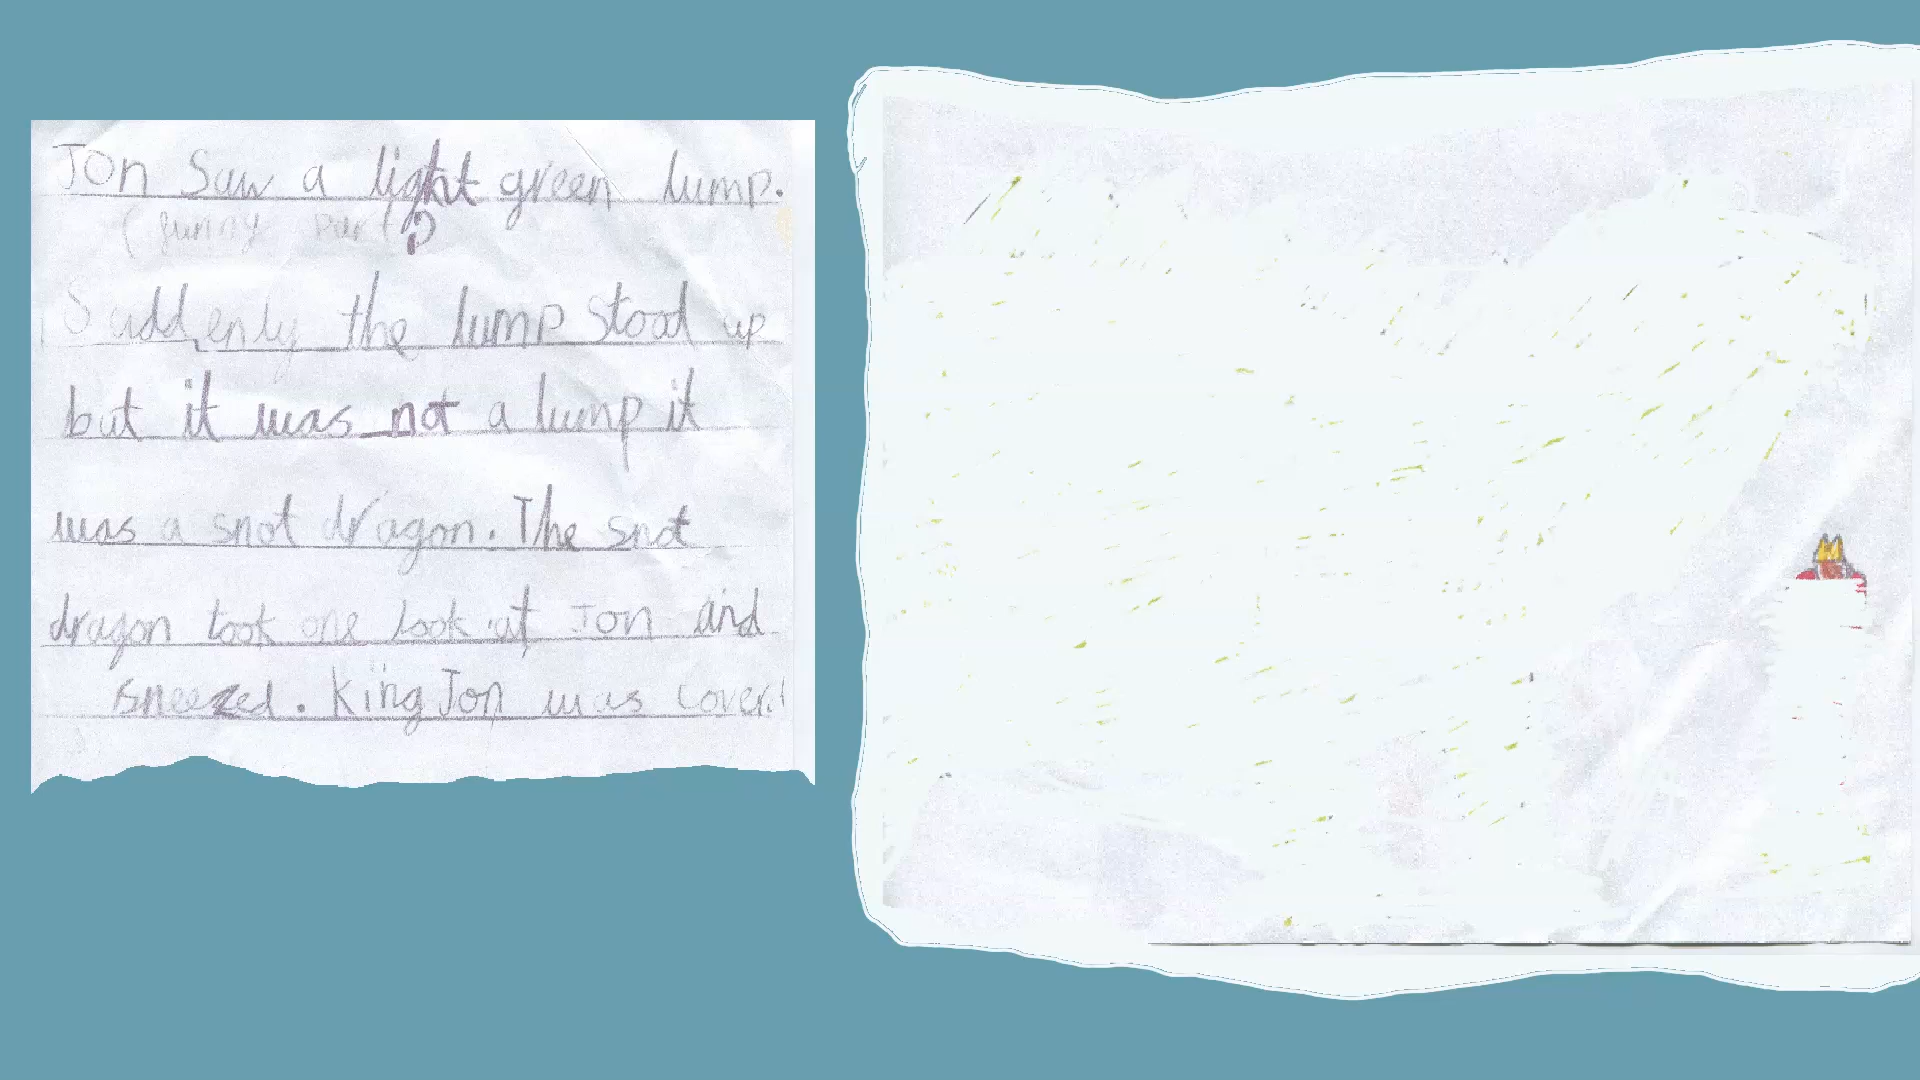 Jon Saw a light green lump.
(funny part)
Suddenly the lump stood up
but it was not a lump it
was a snot dragon. The snot
dragon took one look at Jon and
sneezed. King Jon was cover